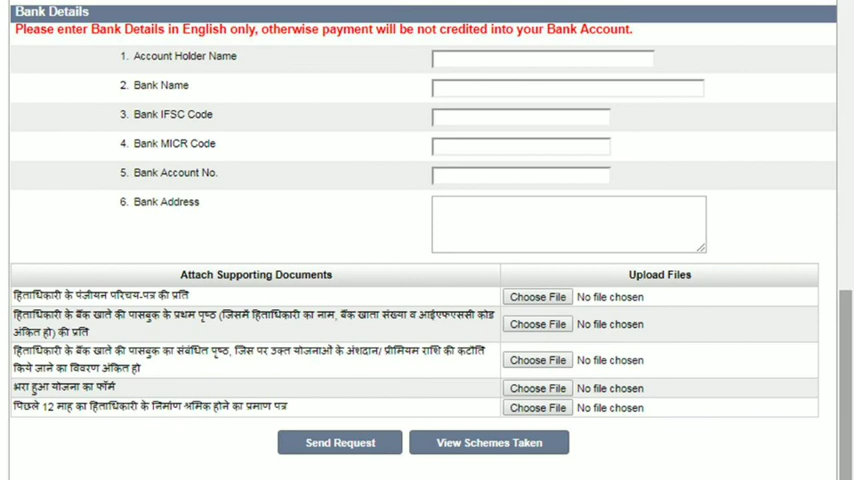 Bank Details
Please enter Bank Details in English only, otherwise payment will be not credited into your Bank Account.
1. Account Holder Name
2. Bank Name
3. Bank IFSC Code
4. Bank MICR Code
5. Bank Account No.
6. Bank Address
Attach Supporting Documents Upload Files
हिताधिकारी के पंजीयन परिचय-पत्र की प्रति Choose File No file chosen
हिताधिकारी के बैंक खाते की पासबुक के प्रथम पृष्ठ (जिसमें हिताधिकारी का नाम, बैंक खाता संख्या व आईएफएससी कोड
अंकित हो) की प्रति Choose File No file chosen
हिताधिकारी के बैंक खाते की पासबुक का संबंधित पृष्ठ, जिस पर उक्त योजनाओं के अंशदान/ प्रीमियम राशि की कटौति
किये जाने का विवरण अंकित हो Choose File No file chosen
भरा हुआ योजना का फॉर्म Choose File No file chosen
पिछले 12 माह का हिताधिकारी के निर्माण श्रमिक होने का प्रमाण पत्र Choose File No file chosen
Send Request View Schemes Taken